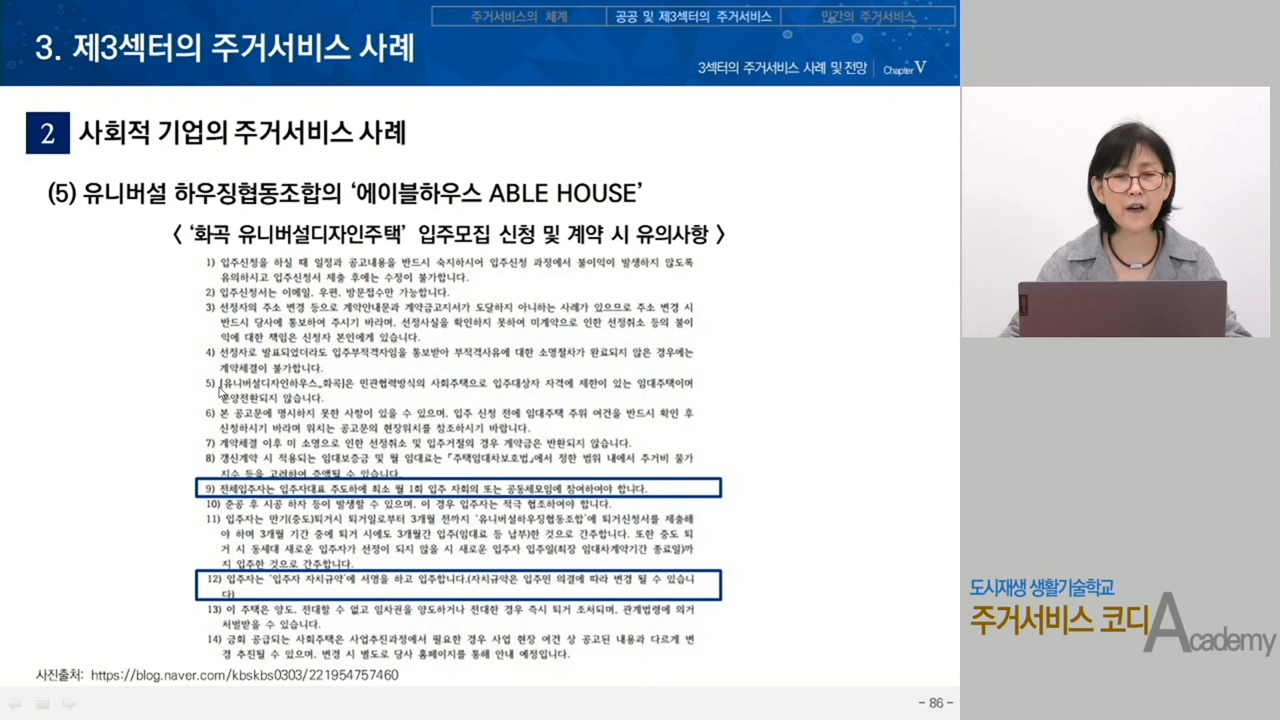 주거서비스의 체계
공공 및 제3섹터의 주거서비스
민간의 주거서비스
3. 제3섹터의 주거서비스 사례
3섹터의 주거서비스 사례 및 전망 Chapter V
2 사회적 기업의 주거서비스 사례
(5) 유니버설 하우징협동조합의 ‘에이블하우스 ABLE HOUSE’
< ‘화곡 유니버설디자인주택’ 입주모집 신청 및 계약 시 유의사항 >
1) 입주신청을 하실 때 일정과 공고내용을 반드시 숙지하시어 입주신청 과정에서 불이익이 발생하지 않도록
유의하시고 입주신청서 제출 후에는 수정이 불가합니다.
2) 입주신청서는 이메일, 우편, 방문접수만 가능합니다.
3) 선정자의 주소 변경 등으로 계약안내문과 계약금고지서가 도달하지 아니하는 사례가 있으므로 주소 변경 시
반드시 당사에 통보하여 주시기 바라며, 선정사실을 확인하지 못하여 미계약으로 인한 선정취소 등의 불이
익에 대한 책임은 신청자 본인에게 있습니다.
4) 선정자로 발표되었더라도 입주부적격자임을 통보받아 부적격사유에 대한 소명절차가 완료되지 않은 경우에는
계약체결이 불가합니다.
5) [유니버설디자인하우스_화곡]은 민관협력방식의 사회주택으로 입주대상자 자격에 제한이 있는 임대주택이며
분양전환되지 않습니다.
6) 본 공고문에 명시하지 못한 사항이 있을 수 있으며, 입주 신청 전에 임대주택 주위 여건을 반드시 확인 후
신청하시기 바라며 위치는 공고문의 현장위치를 참조하시기 바랍니다.
7) 계약체결 이후 미 소명으로 인한 선정취소 및 입주거절의 경우 계약금은 반환되지 않습니다.
8) 갱신계약 시 적용되는 임대보증금 및 월 임대료는 「주택임대차보호법」에서 정한 범위 내에서 주거비 물가
지수 등을 고려하여 증액될 수 있습니다.
9) 전체입주자는 입주자대표 주도하에 최소 월 1회 입주 자회의 또는 공동체모임에 참여하여야 합니다.
10) 준공 후 시공 하자 등이 발생할 수 있으며, 이 경우 입주자는 적극 협조하여야 합니다.
11) 입주자는 만기(중도)퇴거시 퇴거일로부터 3개월 전까지 '유니버설하우징협동조합'에 퇴거신청서를 제출해
야 하며 3개월 기간 중에 퇴거 시에도 3개월간 입주(임대료 등 납부)한 것으로 간주합니다. 또한 중도 퇴
거 시 동세대 새로운 입주자가 선정이 되지 않을 시 새로운 입주자 입주일(최장 임대차계약기간 종료일)까
지 입주한 것으로 간주합니다.
12) 입주자는 '입주자 자치규약'에 서명을 하고 입주합니다.(자치규약은 입주민 의결에 따라 변경 될 수 있습니
다)
13) 이 주택은 양도, 전대할 수 없고 임차권을 양도하거나 전대한 경우 즉시 퇴거 조처되며, 관계법령에 의거
처벌받을 수 있습니다.
14) 금회 공급되는 사회주택은 사업추진과정에서 필요한 경우 사업 현장 여건 상 공고된 내용과 다르게 변
경 추진될 수 있으며, 변경 시 별도로 당사 홈페이지를 통해 안내 예정입니다.
사진출처: https://blog.naver.com/kbskbs0303/221954757460
- 86 -
도시재생 생활기술학교
주거서비스 코디 Academy